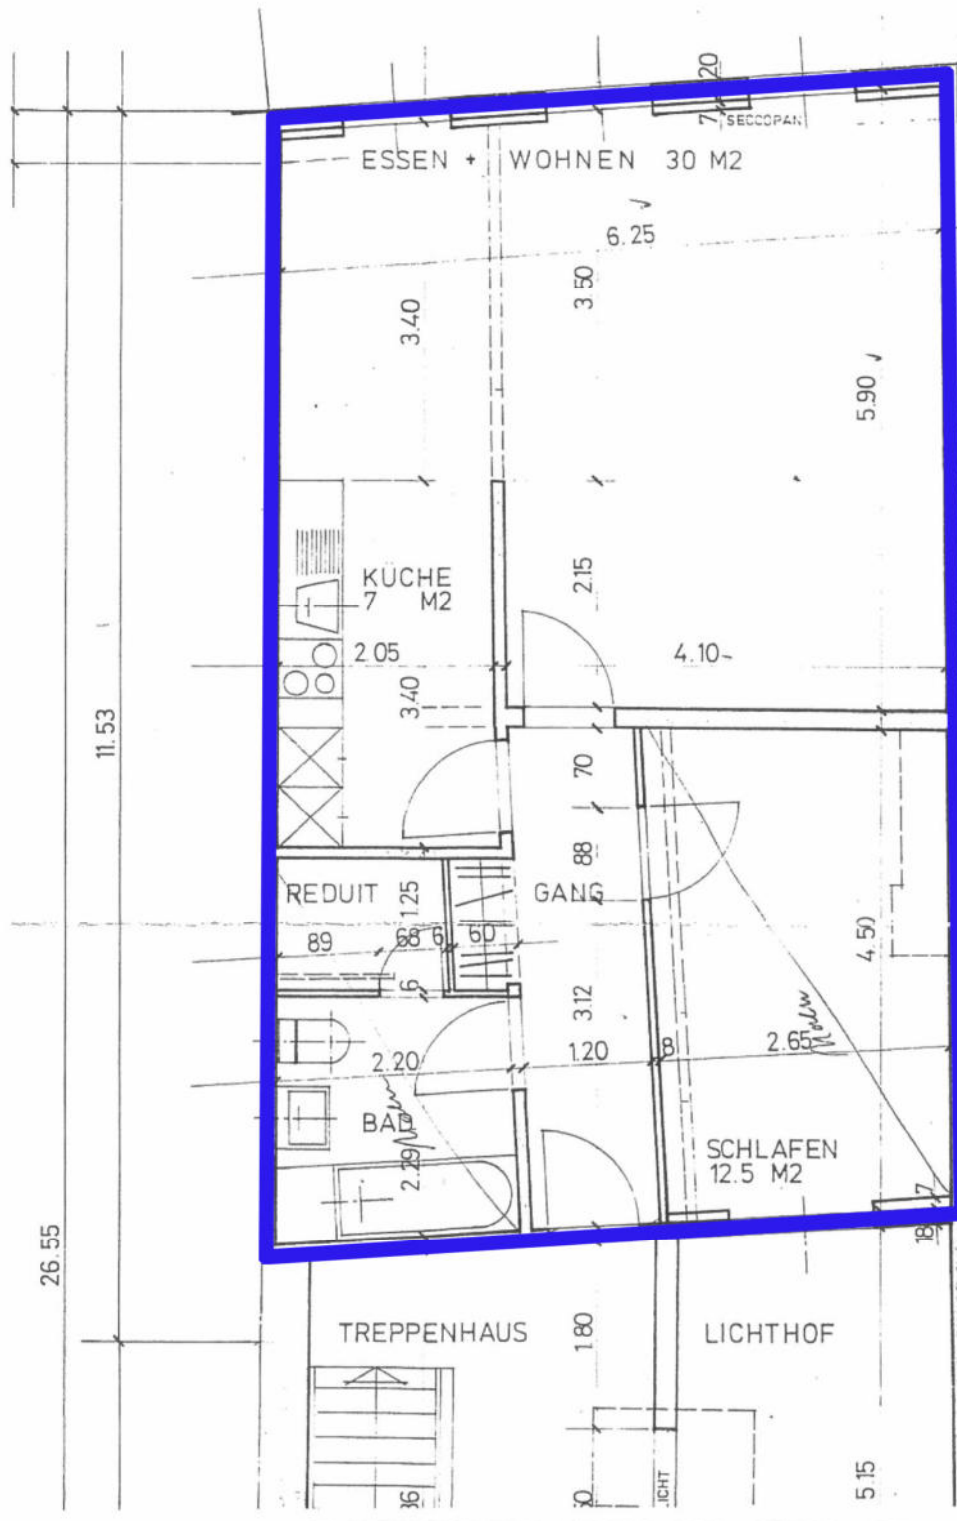 20
7
SECCOPAN
ESSEN + WOHNEN 30 M2
6.25
3.50
3.40
5.90
2.15
KÜCHE
7 M2
2.05
4.10-
3.40
11.53
70
88
REDUIT
1.25
GANG
89
68
6
60
4.50
6
3.12
2.20
1.20
8
2.65
BAD
2.29
SCHLAFEN
12.5 M2
7
18
26.55
TREPPENHAUS
1.80
LICHTHOF
5.15
LICHT